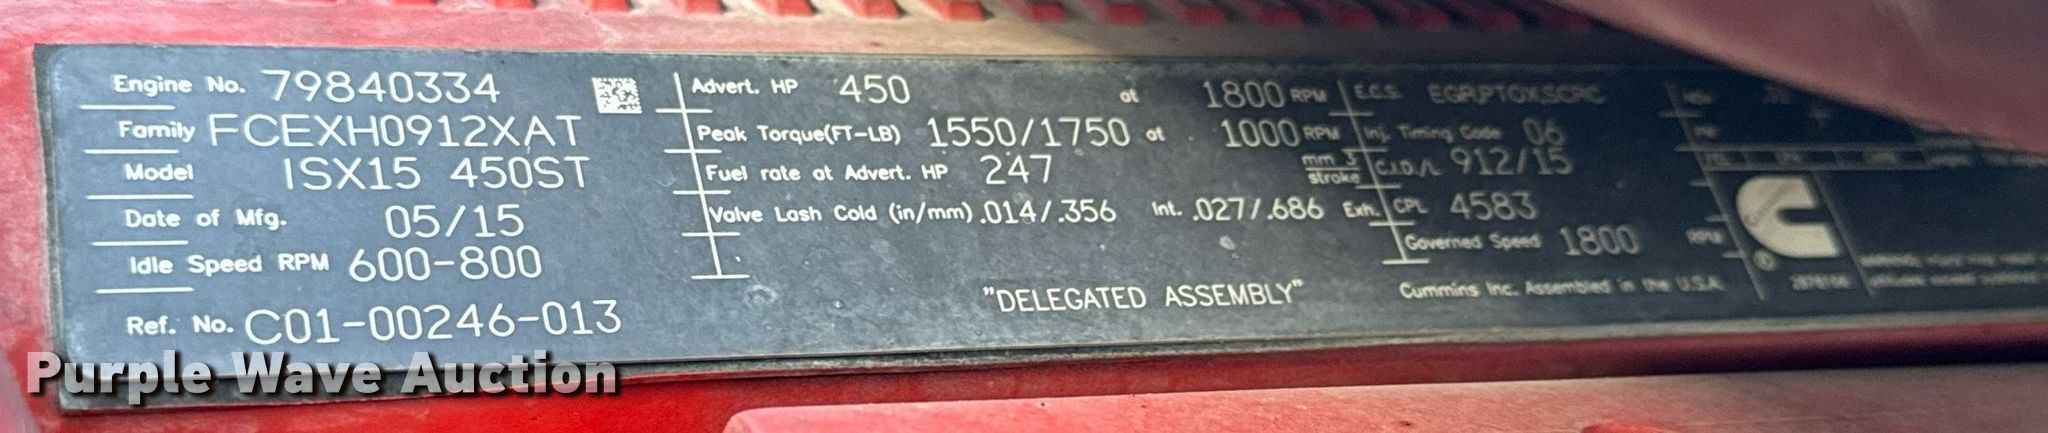 Engine No. 79840334
Family FCEXH0912XAT
Model ISX15 450ST
Date of Mfg. 05/15
Idle Speed RPM 600-800
Ref. No. C01-00246-013
Advert. HP 450 at 1800 RPM
Peak Torque(FT-LB) 1550/1750 at 1000 RPM
Fuel rate at Advert. HP 247 mm 3 stroke
Valve Lash Cold (in/mm) .014/.356 Int. .027/.686 Exh.
"DELEGATED ASSEMBLY"
E.C.S. EGR,PTOX,SCRC
Inj. Timing Code 06
C.I.D./L 912/15
CPL 4583
Governed Speed 1800 RPM
Cummins Inc. Assembled in the U.S.A.
Purple Wave Auction